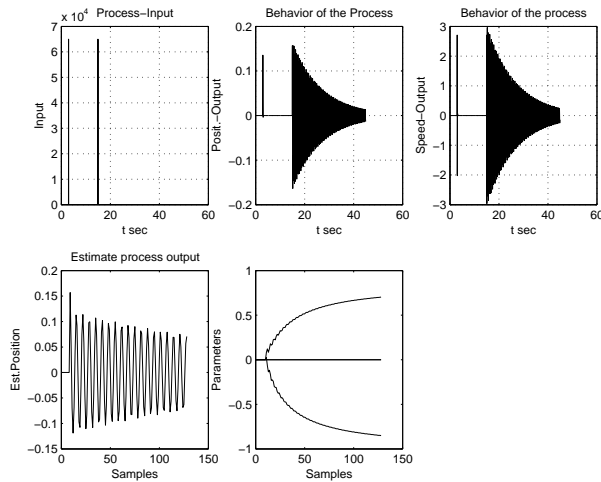 x 10⁴ Process−Input
7
6
5
4
3
2
1
0
Input
0 20 40 60
t sec
Behavior of the Process
0.2
0.1
0
−0.1
−0.2
Posit.−Output
0 20 40 60
t sec
Behavior of the process
3
2
1
0
−1
−2
−3
Speed−Output
0 20 40 60
t sec
Estimate process output
0.2
0.15
0.1
0.05
0
−0.05
−0.1
−0.15
Est.Position
0 50 100 150
Samples
1
0.5
0
−0.5
−1
Parameters
0 50 100 150
Samples